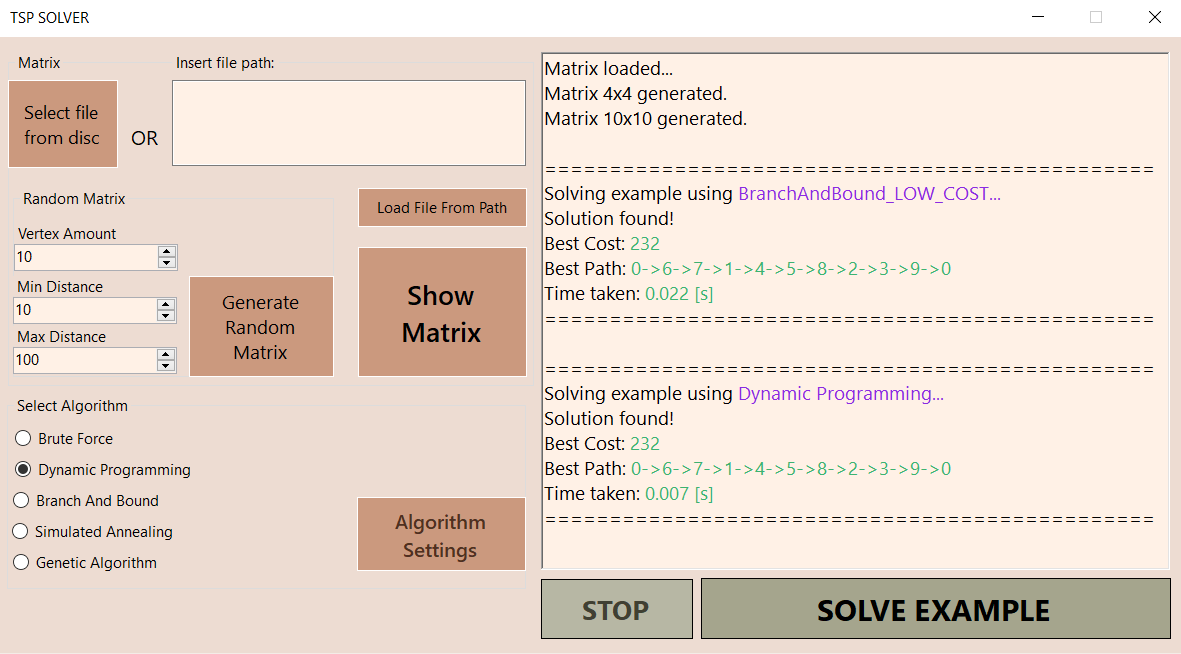 TSP SOLVER
Matrix
Insert file path:
Select file
from disc
OR
Random Matrix
Load File From Path
Vertex Amount
10
Min Distance
10
Max Distance
100
Generate
Random
Matrix
Show
Matrix
Select Algorithm
Brute Force
Dynamic Programming
Branch And Bound
Simulated Annealing
Genetic Algorithm
Algorithm
Settings
Matrix loaded...
Matrix 4x4 generated.
Matrix 10x10 generated.
===============================================
Solving example using BranchAndBound_LOW_COST...
Solution found!
Best Cost: 232
Best Path: 0->6->7->1->4->5->8->2->3->9->0
Time taken: 0.022 [s]
===============================================
===============================================
Solving example using Dynamic Programming...
Solution found!
Best Cost: 232
Best Path: 0->6->7->1->4->5->8->2->3->9->0
Time taken: 0.007 [s]
===============================================
STOP
SOLVE EXAMPLE